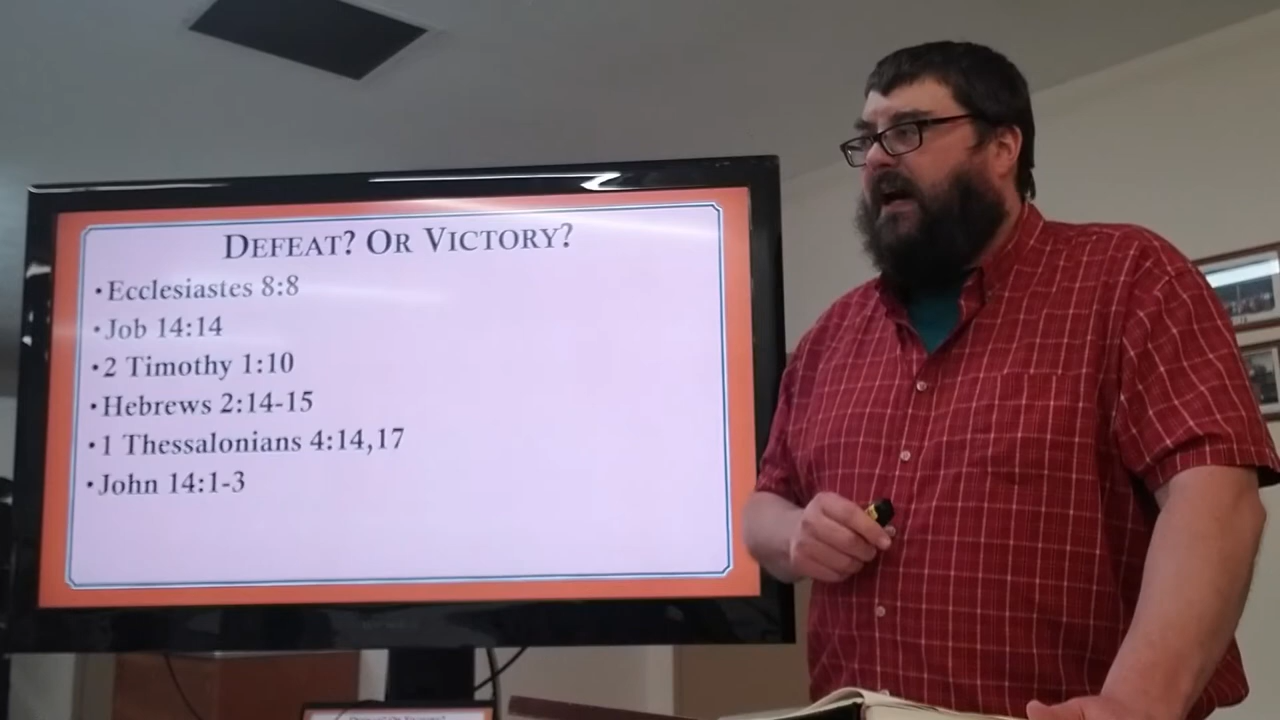 DEFEAT? OR VICTORY?
•Ecclesiastes 8:8
•Job 14:14
•2 Timothy 1:10
•Hebrews 2:14-15
•1 Thessalonians 4:14,17
•John 14:1-3